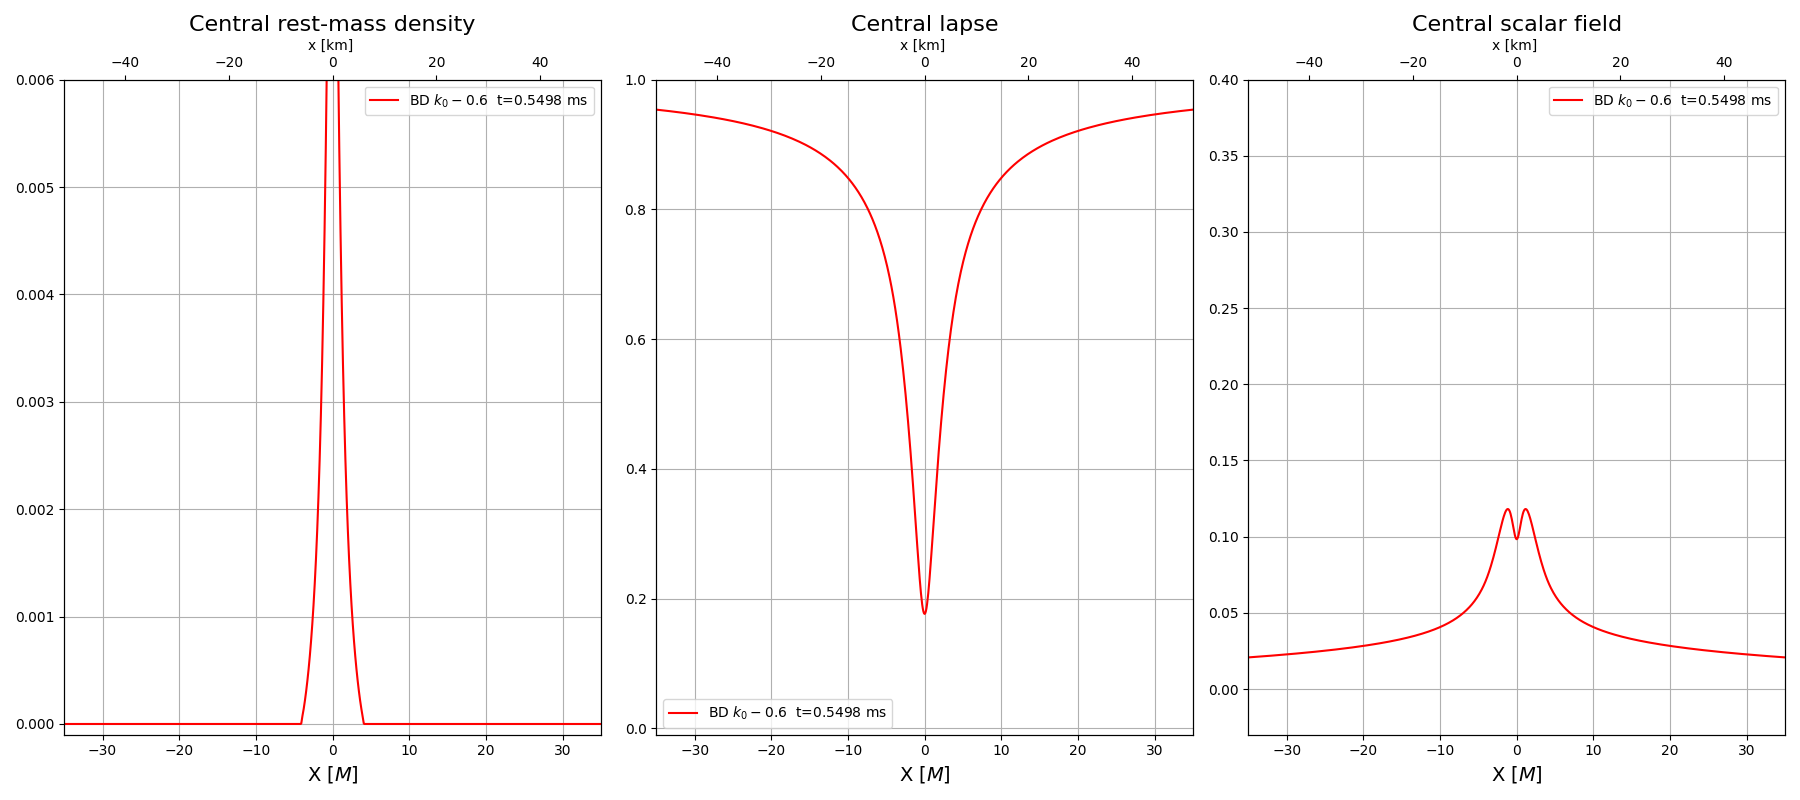 Central rest-mass density
x [km]
−40 −20 0 20 40
0.006
0.005
0.004
0.003
0.002
0.001
0.000
BD k₀ − 0.6 t=0.5498 ms
−30 −20 −10 0 10 20 30
X [M]
Central lapse
x [km]
−40 −20 0 20 40
1.0
0.8
0.6
0.4
0.2
0.0
BD k₀ − 0.6 t=0.5498 ms
−30 −20 −10 0 10 20 30
X [M]
Central scalar field
x [km]
−40 −20 0 20 40
0.40
0.35
0.30
0.25
0.20
0.15
0.10
0.05
0.00
BD k₀ − 0.6 t=0.5498 ms
−30 −20 −10 0 10 20 30
X [M]